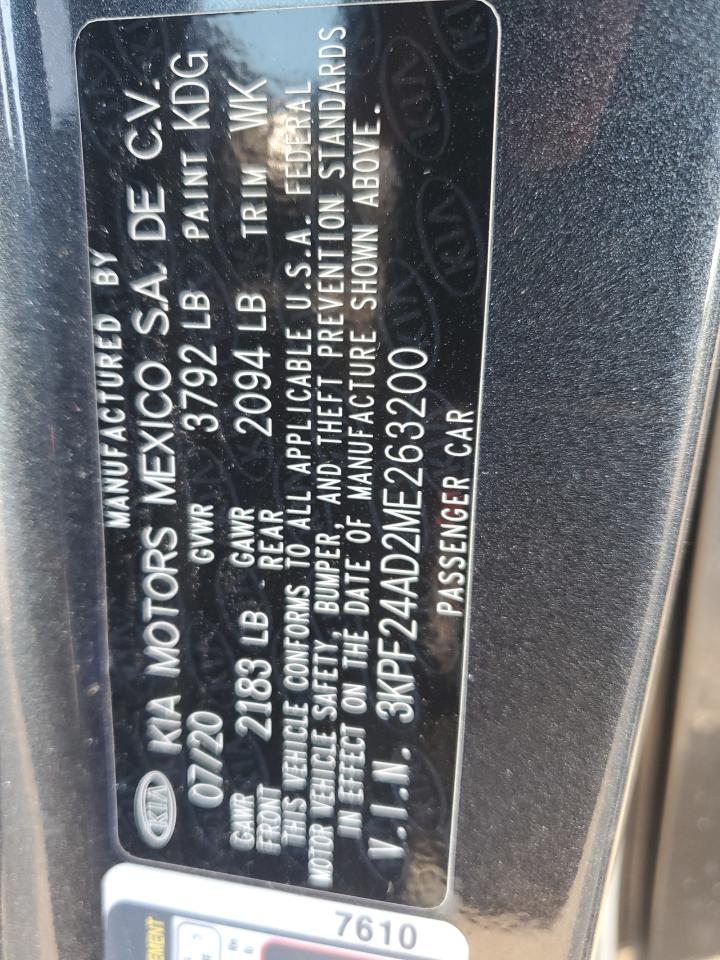 MANUFACTURED BY
KIA KIA MOTORS MEXICO S.A. DE C.V.
07/20 GVWR 3792 LB PAINT KDG
GAWR FRONT 2183 LB GAWR REAR 2094 LB TRIM WK
THIS VEHICLE CONFORMS TO ALL APPLICABLE U.S.A. FEDERAL
MOTOR VEHICLE SAFETY, BUMPER, AND THEFT PREVENTION STANDARDS
IN EFFECT ON THE DATE OF MANUFACTURE SHOWN ABOVE.
V.I.N. 3KPF24AD2ME263200
PASSENGER CAR
7610